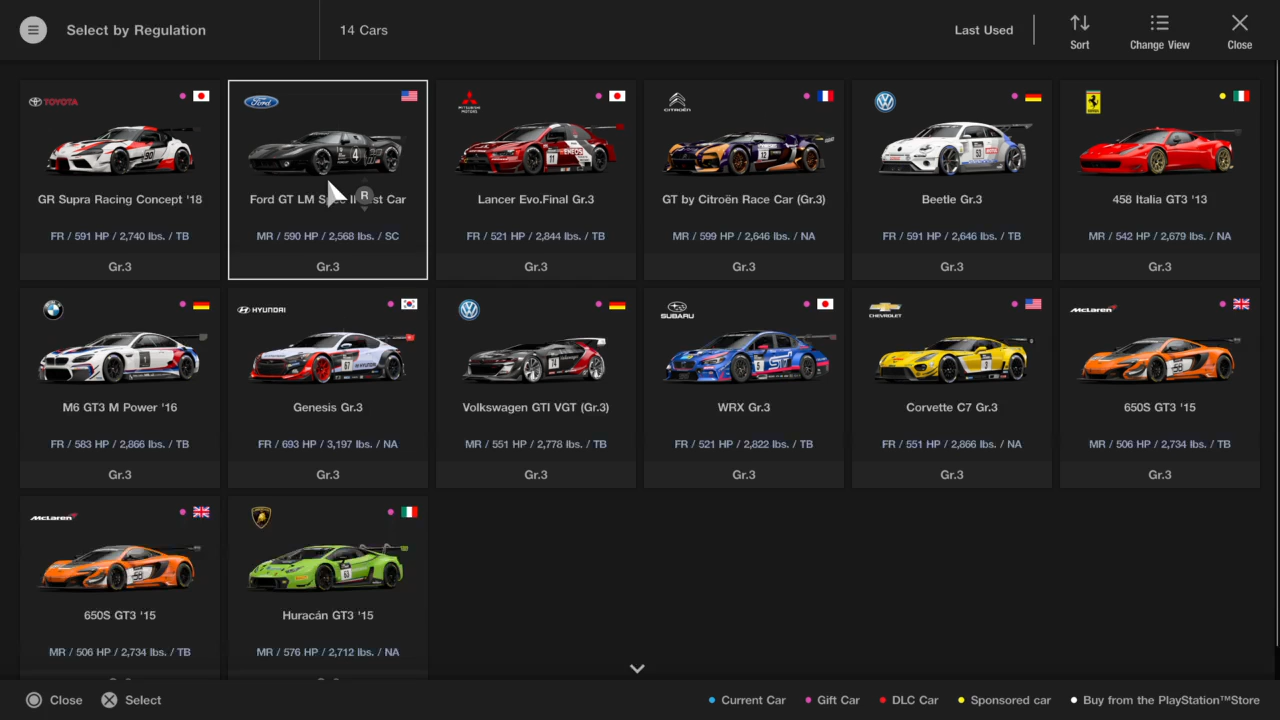 Select by Regulation
14 Cars
Last Used
Sort
Change View
Close
TOYOTA
GR Supra Racing Concept '18
FR / 591 HP / 2,740 lbs. / TB
Gr.3
Ford
Ford GT LM Car
R
MR / 590 HP / 2,568 lbs. / SC
Gr.3
MITSUBISHI MOTORS
Lancer Evo.Final Gr.3
FR / 521 HP / 2,844 lbs. / TB
Gr.3
CITROËN
GT by Citroën Race Car (Gr.3)
MR / 599 HP / 2,646 lbs. / NA
Gr.3
Beetle Gr.3
FR / 591 HP / 2,646 lbs. / TB
Gr.3
458 Italia GT3 '13
MR / 542 HP / 2,679 lbs. / NA
Gr.3
M6 GT3 M Power '16
FR / 583 HP / 2,866 lbs. / TB
Gr.3
HYUNDAI
Genesis Gr.3
FR / 693 HP / 3,197 lbs. / NA
Gr.3
Volkswagen GTI VGT (Gr.3)
MR / 551 HP / 2,778 lbs. / TB
Gr.3
SUBARU
WRX Gr.3
FR / 521 HP / 2,822 lbs. / TB
Gr.3
CHEVROLET
Corvette C7 Gr.3
FR / 551 HP / 2,866 lbs. / NA
Gr.3
McLaren
650S GT3 '15
MR / 506 HP / 2,734 lbs. / TB
Gr.3
McLaren
650S GT3 '15
MR / 506 HP / 2,734 lbs. / TB
Huracán GT3 '15
MR / 576 HP / 2,712 lbs. / NA
Close
Select
Current Car
Gift Car
DLC Car
Sponsored car
Buy from the PlayStation™Store